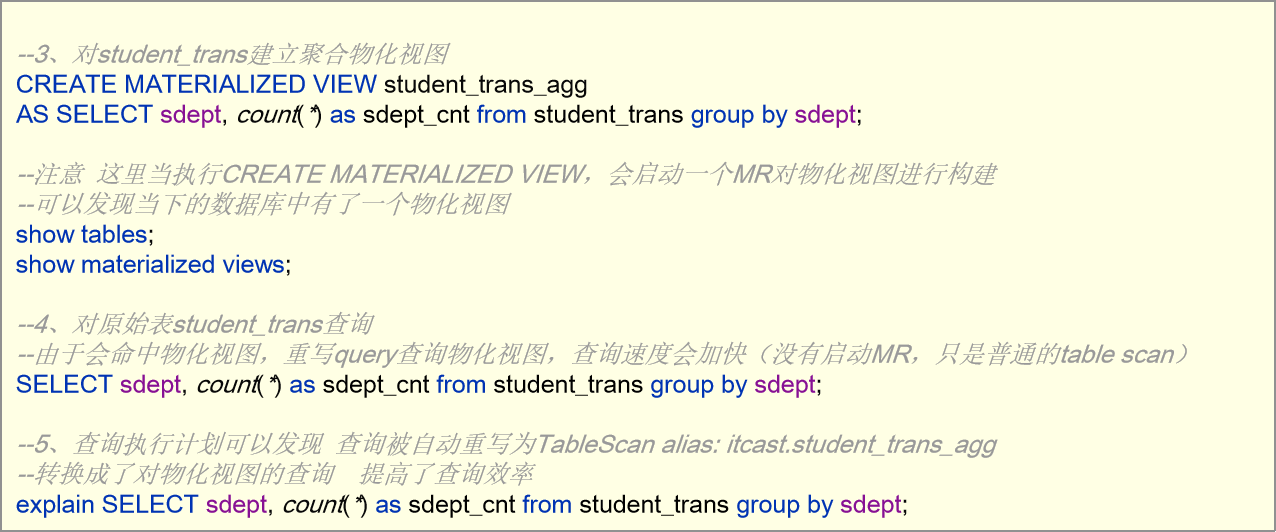 --3、对student_trans建立聚合物化视图
CREATE MATERIALIZED VIEW student_trans_agg
AS SELECT sdept, count(*) as sdept_cnt from student_trans group by sdept;
--注意 这里当执行CREATE MATERIALIZED VIEW，会启动一个MR对物化视图进行构建
--可以发现当下的数据库中有了一个物化视图
show tables;
show materialized views;
--4、对原始表student_trans查询
--由于会命中物化视图，重写query查询物化视图，查询速度会加快（没有启动MR，只是普通的table scan）
SELECT sdept, count(*) as sdept_cnt from student_trans group by sdept;
--5、查询执行计划可以发现 查询被自动重写为TableScan alias: itcast.student_trans_agg
--转换成了对物化视图的查询 提高了查询效率
explain SELECT sdept, count(*) as sdept_cnt from student_trans group by sdept;